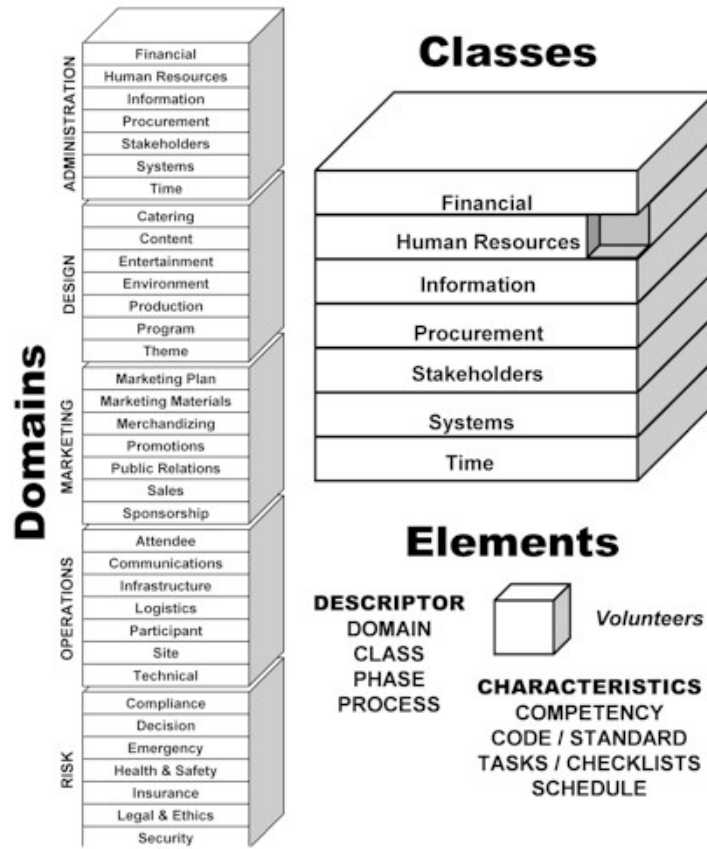 Domains
ADMINISTRATION
Financial
Human Resources
Information
Procurement
Stakeholders
Systems
Time
DESIGN
Catering
Content
Entertainment
Environment
Production
Program
Theme
MARKETING
Marketing Plan
Marketing Materials
Merchandizing
Promotions
Public Relations
Sales
Sponsorship
OPERATIONS
Attendee
Communications
Infrastructure
Logistics
Participant
Site
Technical
RISK
Compliance
Decision
Emergency
Health & Safety
Insurance
Legal & Ethics
Security
Classes
Financial
Human Resources
Information
Procurement
Stakeholders
Systems
Time
Elements
DESCRIPTOR
DOMAIN
CLASS
PHASE
PROCESS
Volunteers
CHARACTERISTICS
COMPETENCY
CODE / STANDARD
TASKS / CHECKLISTS
SCHEDULE